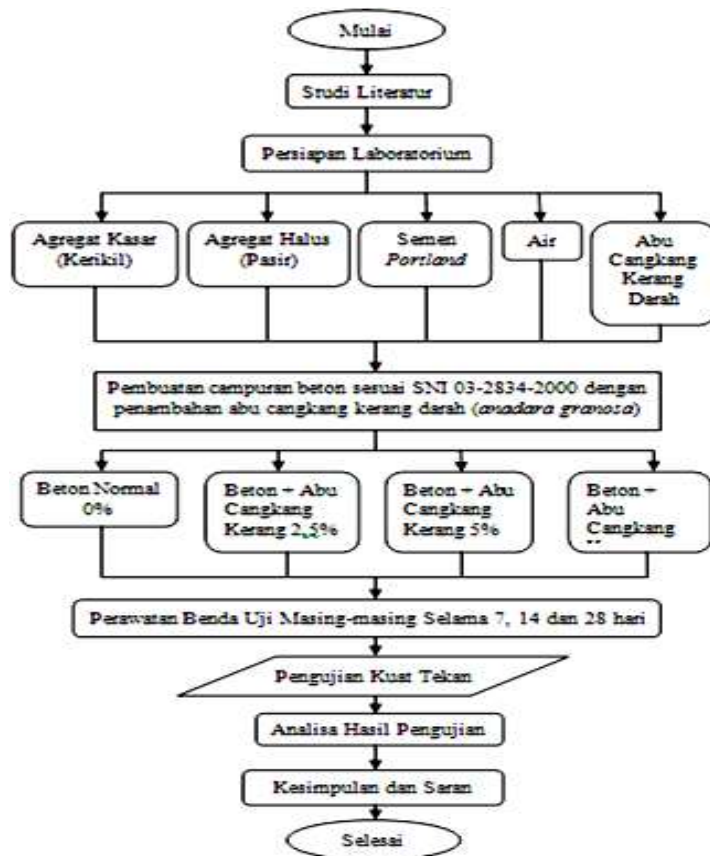 Mulai
Studi Literatur
Persiapan Laboratorium
Agregat Kasar
(Kerikil)
Agregat Halus
(Pasir)
Semen
Portland
Air
Abu
Cangkang
Kerang
Darah
Pembuatan campuran beton sesuai SNI 03-2834-2000 dengan
penambahan abu cangkang kerang darah (anadara granosa)
Beton Normal
0%
Beton + Abu
Cangkang
Kerang 2,5%
Beton + Abu
Cangkang
Kerang 5%
Beton +
Abu
Cangkang
Perawatan Benda Uji Masing-masing Selama 7, 14 dan 28 hari
Pengujian Kuat Tekan
Analisa Hasil Pengujian
Kesimpulan dan Saran
Selesai